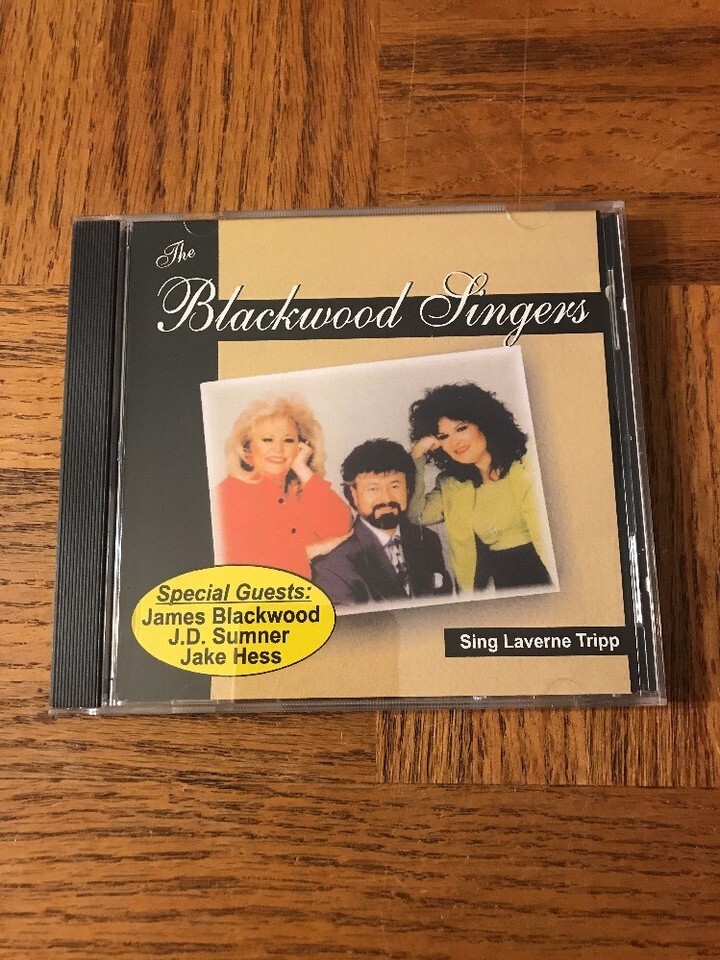 The
Blackwood Singers
Special Guests:
James Blackwood
J.D. Sumner
Jake Hess
Sing Laverne Tripp